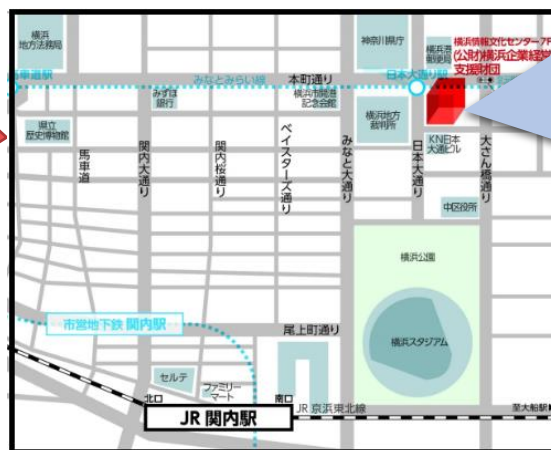 横浜
地方法務局
神奈川県庁
横浜港
郵便局
横浜情報文化センター7F
(公財)横浜企業経営
支援財団
馬車道駅
みなとみらい線
本町通り
日本大通り駅
みずほ
銀行
横浜市開港
記念会館
県立
歴史博物館
横浜地方
裁判所
KN日本
大通ビル
馬車道
関内大通り
関内桜通り
ベイスターズ通り
みなと大通り
日本大通り
大さん橋通り
中区役所
横浜公園
横浜スタジアム
市営地下鉄 関内駅
尾上町通り
セルテ
ファミリー
マート
北口
南口
JR 関内駅
JR 京浜東北線
至大船駅